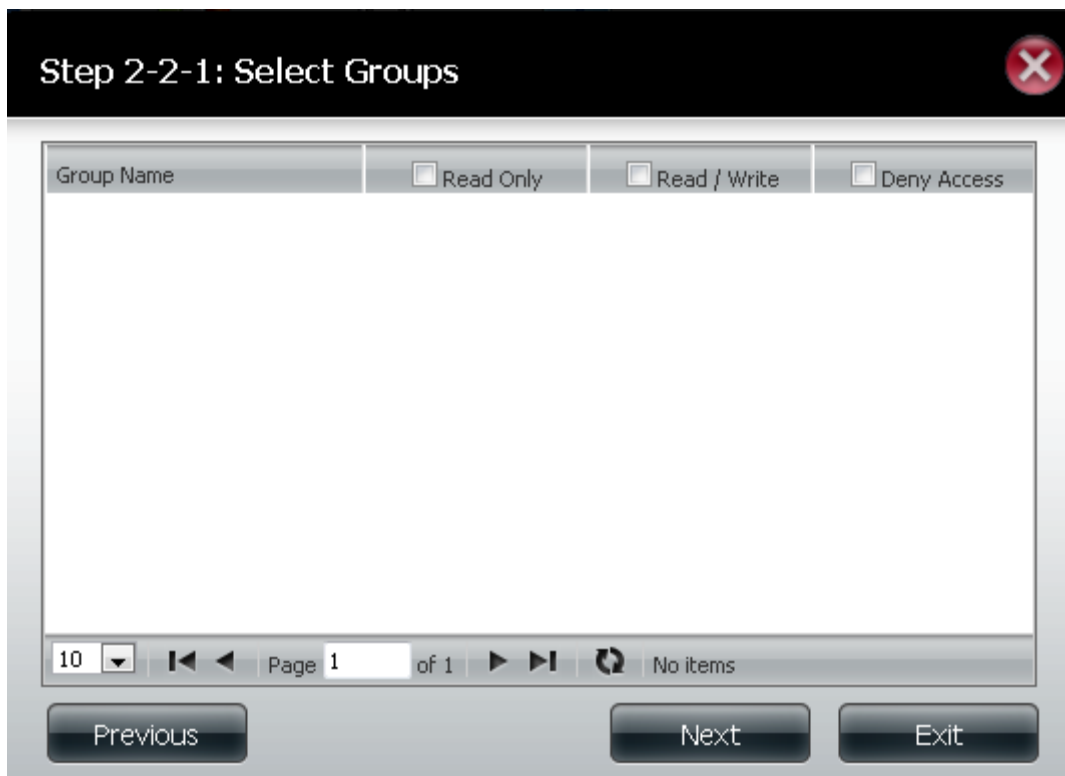 Step 2-2-1: Select Groups
Group Name Read Only Read / Write Deny Access
10 Page 1 of 1 No items
Previous Next Exit